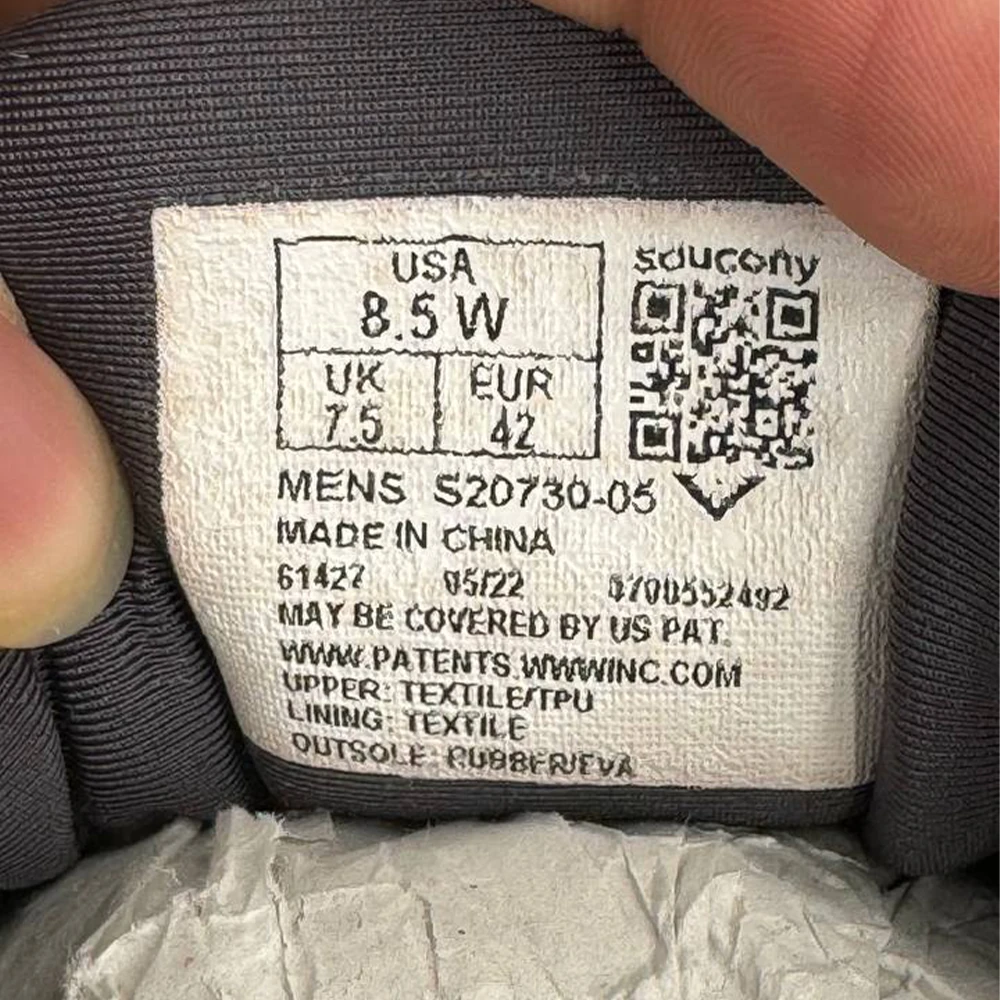 USA
8.5 W
UK
7.5
EUR
42
saucony
MENS S20730-05
MADE IN CHINA
61427 05/22 0700552492
MAY BE COVERED BY US PAT.
WWW.PATENTS.WWWINC.COM
UPPER: TEXTILE/TPU
LINING: TEXTILE
OUTSOLE: RUBBER/EVA